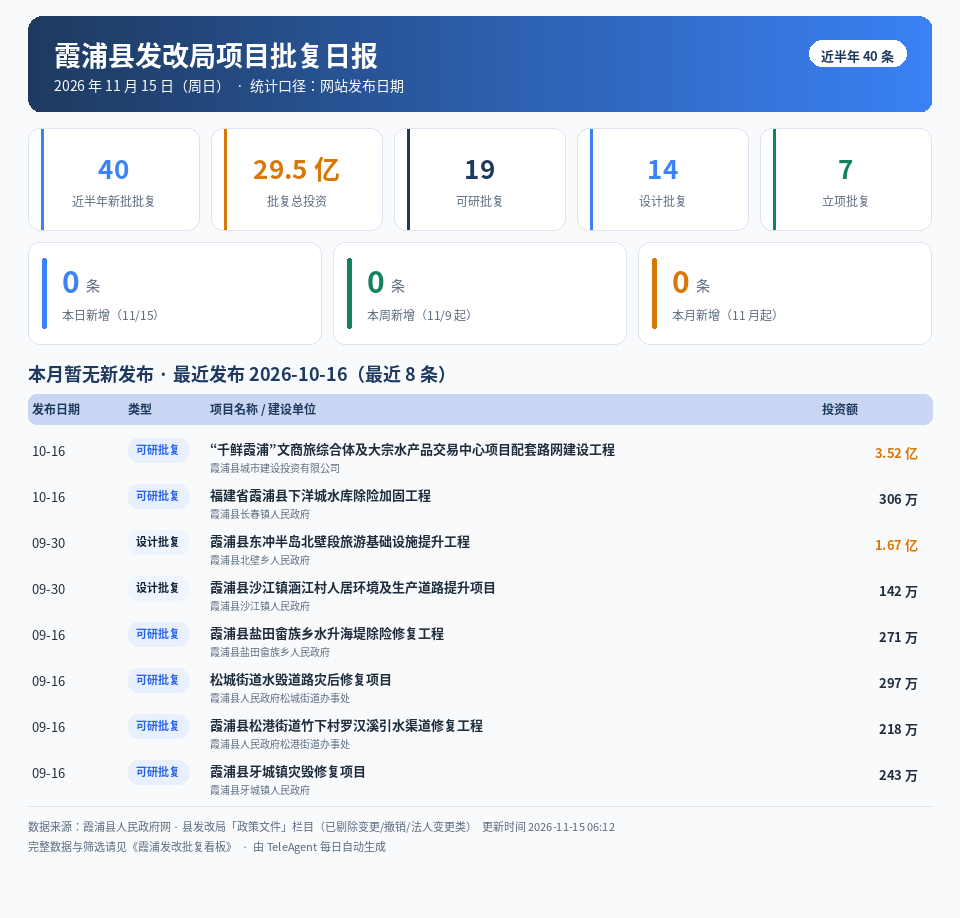 霞浦县发改局项目批复日报
近半年 40 条
2026 年 11 月 15 日（周日） · 统计口径：网站发布日期
40
近半年新批批复
29.5 亿
批复总投资
19
可研批复
14
设计批复
7
立项批复
0 条
本日新增（11/15）
0 条
本周新增（11/9 起）
0 条
本月新增（11 月起）
本月暂无新发布 · 最近发布 2026-10-16（最近 8 条）
发布日期 类型 项目名称 / 建设单位 投资额
10-16 可研批复 “千鲜霞浦”文商旅综合体及大宗水产品交易中心项目配套路网建设工程 3.52 亿
霞浦县城市建设投资有限公司
10-16 可研批复 福建省霞浦县下洋城水库除险加固工程 306 万
霞浦县长春镇人民政府
09-30 设计批复 霞浦县东冲半岛北壁段旅游基础设施提升工程 1.67 亿
霞浦县北壁乡人民政府
09-30 设计批复 霞浦县沙江镇涵江村人居环境及生产道路提升项目 142 万
霞浦县沙江镇人民政府
09-16 可研批复 霞浦县盐田畲族乡水升海堤除险修复工程 271 万
霞浦县盐田畲族乡人民政府
09-16 可研批复 松城街道水毁道路灾后修复项目 297 万
霞浦县人民政府松城街道办事处
09-16 可研批复 霞浦县松港街道竹下村罗汉溪引水渠道修复工程 218 万
霞浦县人民政府松港街道办事处
09-16 可研批复 霞浦县牙城镇灾毁修复项目 243 万
霞浦县牙城镇人民政府
数据来源：霞浦县人民政府网 · 县发改局「政策文件」栏目（已剔除变更/撤销/法人变更类） 更新时间 2026-11-15 06:12
完整数据与筛选请见《霞浦发改批复看板》 · 由 TeleAgent 每日自动生成